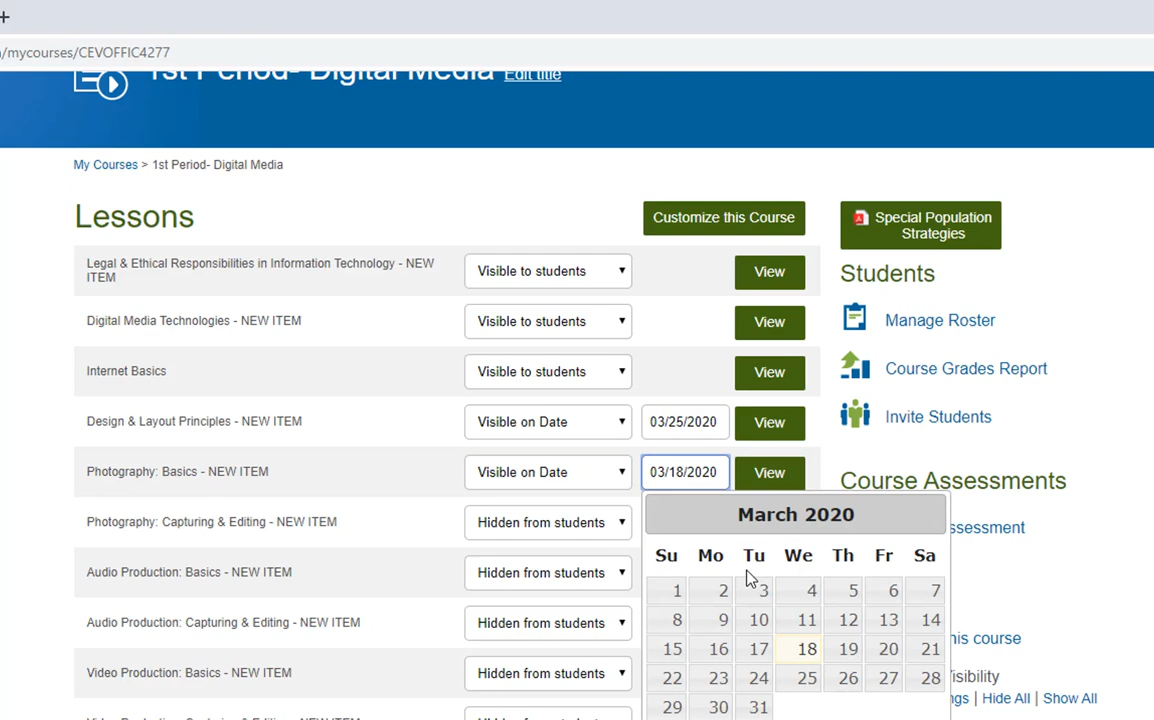 /mycourses/CEVOFFIC4277
1st Period- Digital Media Edit title
My Courses > 1st Period- Digital Media
Lessons
Customize this Course
Special Population
Strategies
Legal & Ethical Responsibilities in Information Technology - NEW
ITEM
Visible to students
View
Students
Digital Media Technologies - NEW ITEM
Visible to students
View
Manage Roster
Internet Basics
Visible to students
View
Course Grades Report
Design & Layout Principles - NEW ITEM
Visible on Date
03/25/2020
View
Invite Students
Photography: Basics - NEW ITEM
Visible on Date
03/18/2020
View
Course Assessments
March 2020
Su Mo Tu We Th Fr Sa
1 2 3 4 5 6 7
8 9 10 11 12 13 14
15 16 17 18 19 20 21
22 23 24 25 26 27 28
29 30 31
Photography: Capturing & Editing - NEW ITEM
Hidden from students
Audio Production: Basics - NEW ITEM
Hidden from students
Audio Production: Capturing & Editing - NEW ITEM
Hidden from students
his course
Video Production: Basics - NEW ITEM
Hidden from students
Hide All | Show All